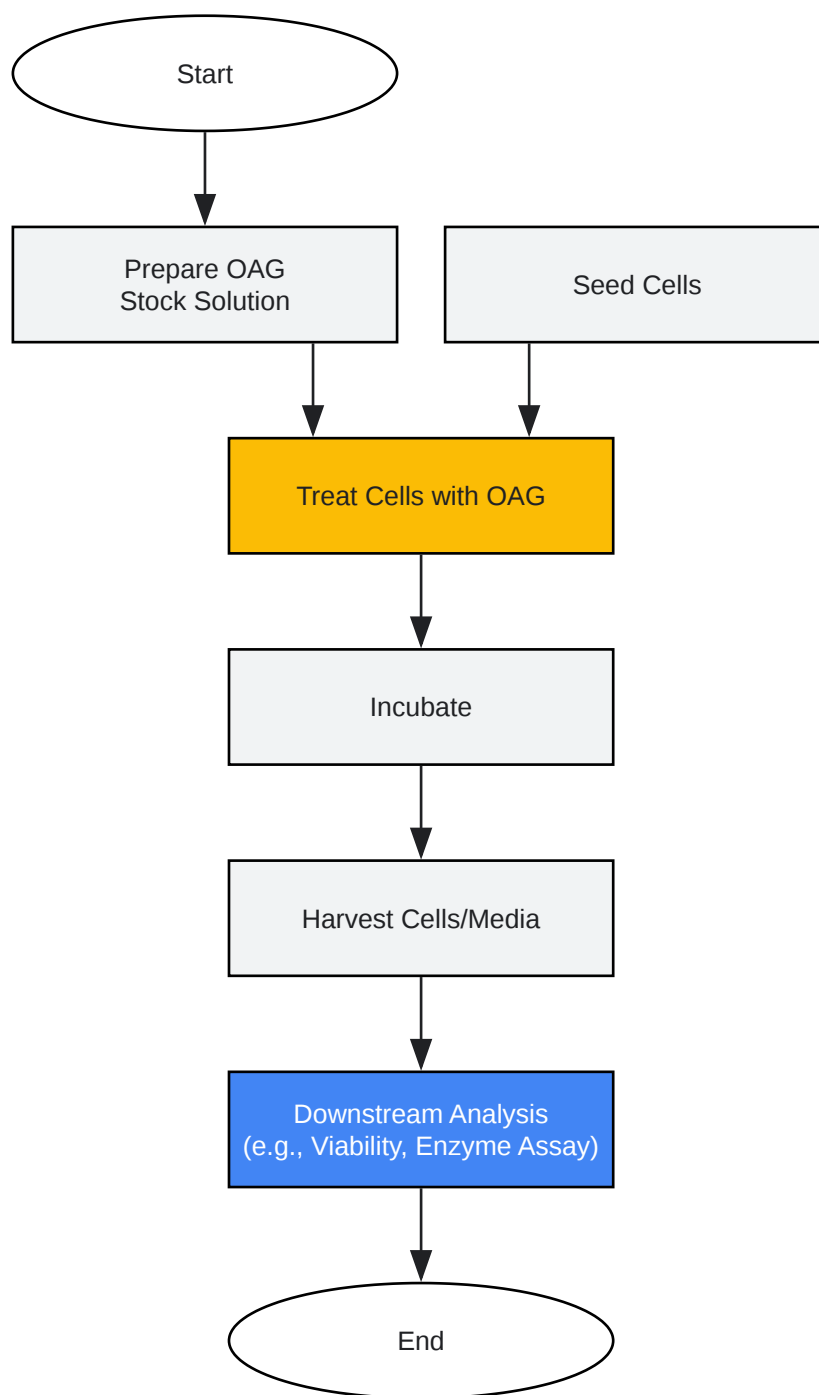 Start
Prepare OAG
Stock Solution
Seed Cells
Treat Cells with OAG
Incubate
Harvest Cells/Media
Downstream Analysis
(e.g., Viability, Enzyme Assay)
End